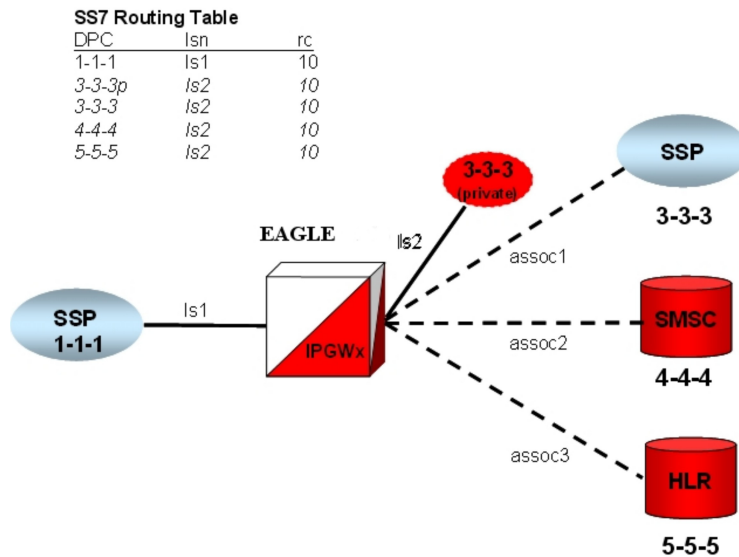 SS7 Routing Table
DPC lsn rc
1-1-1 ls1 10
3-3-3p ls2 10
3-3-3 ls2 10
4-4-4 ls2 10
5-5-5 ls2 10
3-3-3
(private)
SSP
3-3-3
EAGLE
ls2
assoc1
SSP
1-1-1
ls1
IPGWx
assoc2
SMSC
4-4-4
assoc3
HLR
5-5-5